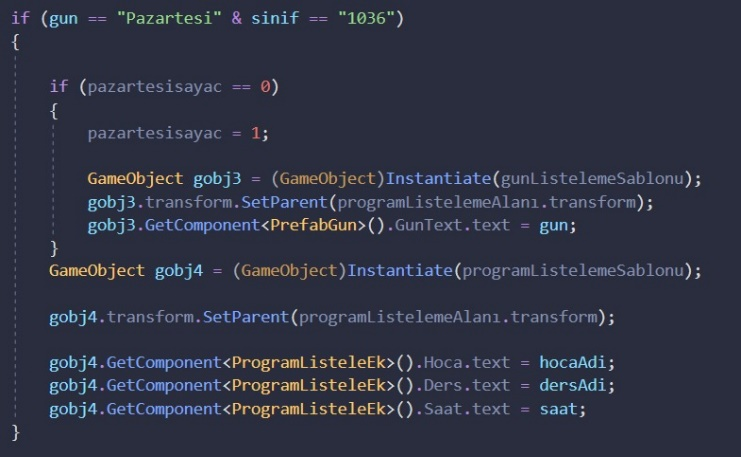 if (gun == "Pazartesi" & sinif == "1036")
{
if (pazartesisayac == 0)
{
pazartesisayac = 1;
GameObject gobj3 = (GameObject)Instantiate(gunListelemeSablonu);
gobj3.transform.SetParent(programListelemeAlanı.transform);
gobj3.GetComponent<PrefabGun>().GunText.text = gun;
}
GameObject gobj4 = (GameObject)Instantiate(programListelemeSablonu);
gobj4.transform.SetParent(programListelemeAlanı.transform);
gobj4.GetComponent<ProgramListeleEk>().Hoca.text = hocaAdi;
gobj4.GetComponent<ProgramListeleEk>().Ders.text = dersAdi;
gobj4.GetComponent<ProgramListeleEk>().Saat.text = saat;
}